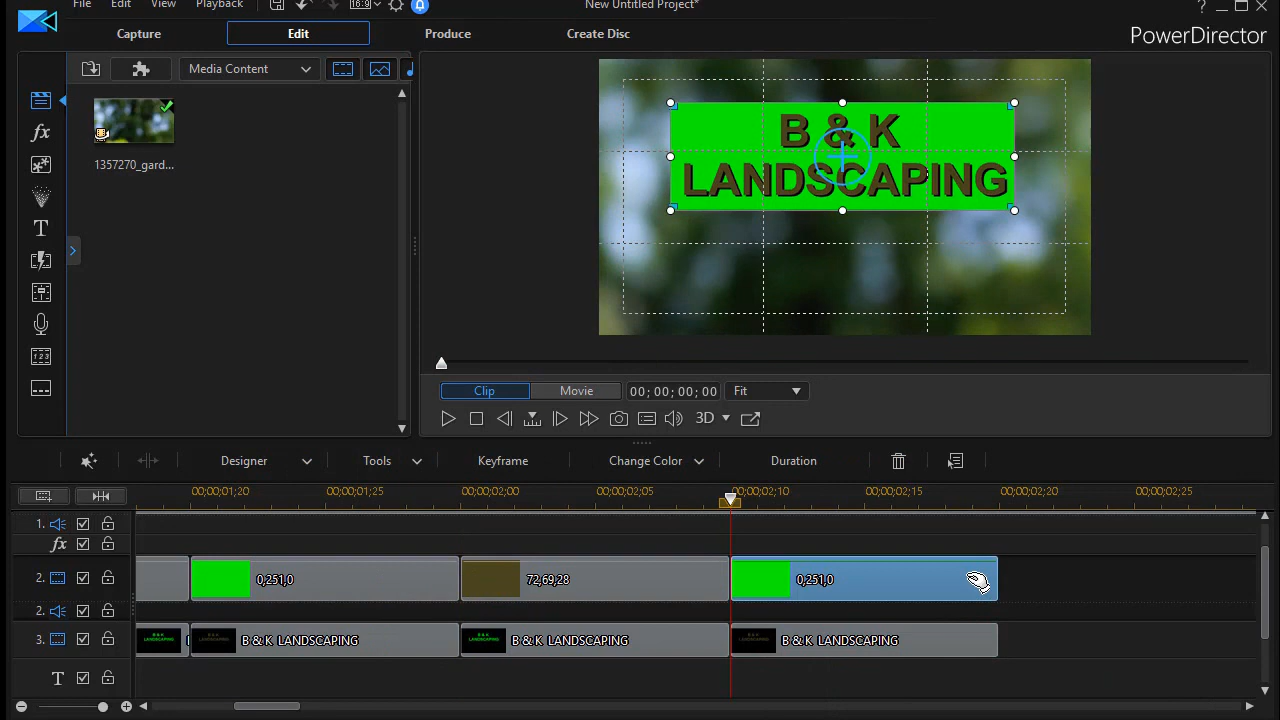 File Edit View Playback 16:9 New Untitled Project* ?
Capture Edit Produce Create Disc PowerDirector
Media Content
1357270_gard...
fx
T
B & K
LANDSCAPING
Clip Movie 00; 00; 00; 00 Fit
3D
Designer Tools Keyframe Change Color Duration
00;00;01;20 00;00;01;25 00;00;02;00 00;00;02;05 00;00;02;10 00;00;02;15 00;00;02;20 00;00;02;25
1.
fx
2. 0,251,0 72,69,28 0,251,0
2.
3. B & K LANDSCAPING B & K LANDSCAPING B & K LANDSCAPING
T